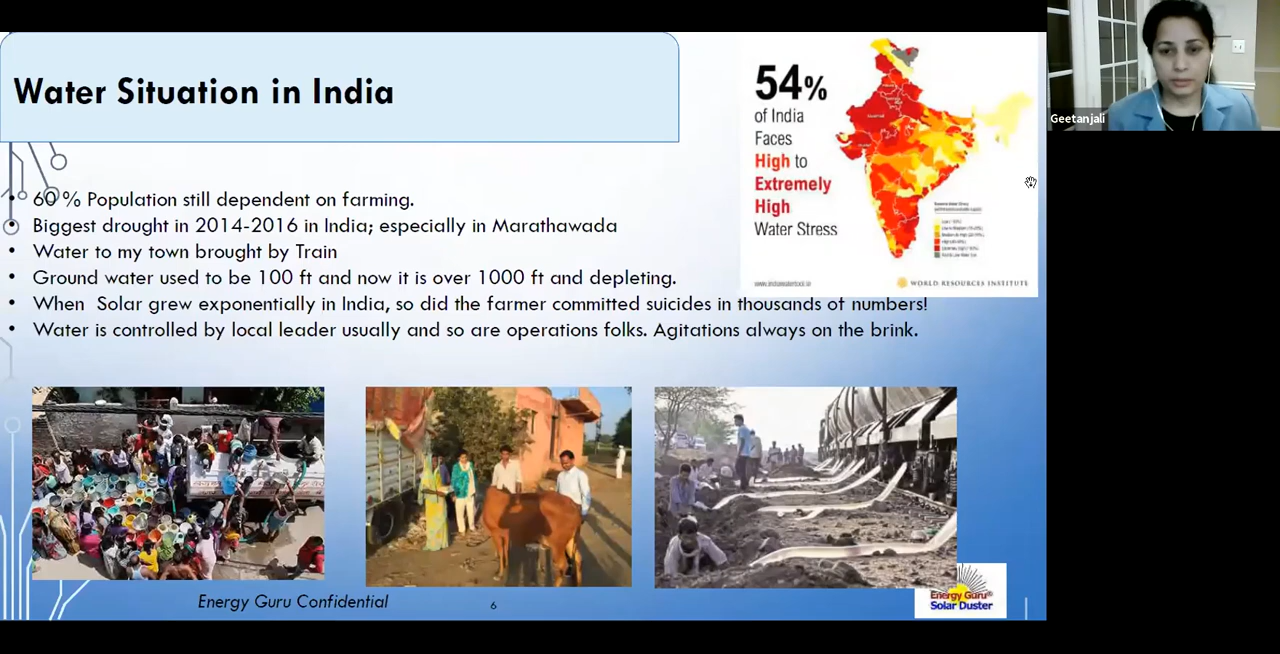 Water Situation in India
54%
of India
Faces
High to
Extremely
High
Water Stress
www.indiawatertool.in
WORLD RESOURCES INSTITUTE
Geetanjali
60 % Population still dependent on farming.
Biggest drought in 2014-2016 in India; especially in Marathawada
Water to my town brought by Train
Ground water used to be 100 ft and now it is over 1000 ft and depleting.
When Solar grew exponentially in India, so did the farmer committed suicides in thousands of numbers!
Water is controlled by local leader usually and so are operations folks. Agitations always on the brink.
Energy Guru Confidential
6
Energy Guru®
Solar Duster